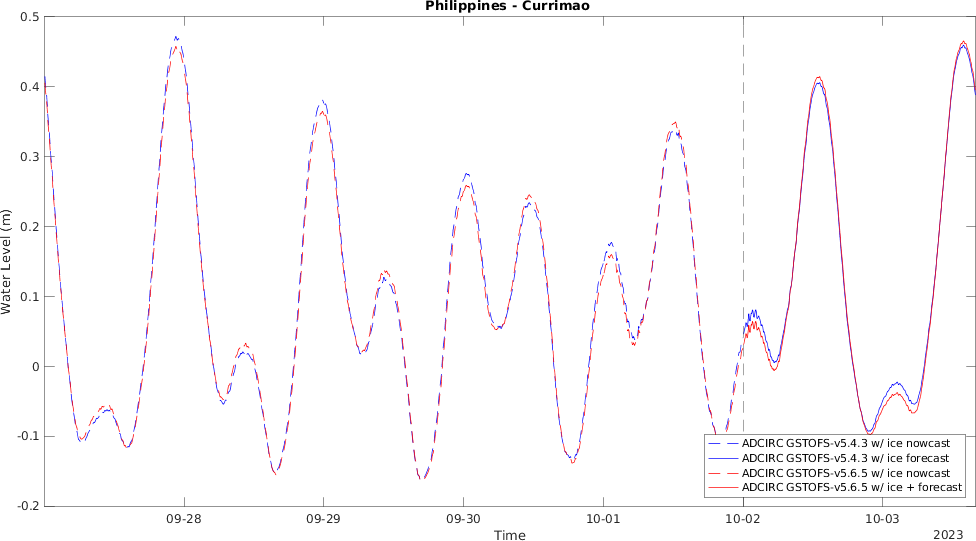 Philippines - Currimao
0.5
0.4
0.3
0.2
0.1
0
-0.1
-0.2
Water Level (m)
ADCIRC GSTOFS-v5.4.3 w/ ice nowcast
ADCIRC GSTOFS-v5.4.3 w/ ice forecast
ADCIRC GSTOFS-v5.6.5 w/ ice nowcast
ADCIRC GSTOFS-v5.6.5 w/ ice + forecast
09-28 09-29 09-30 10-01 10-02 10-03
Time
2023